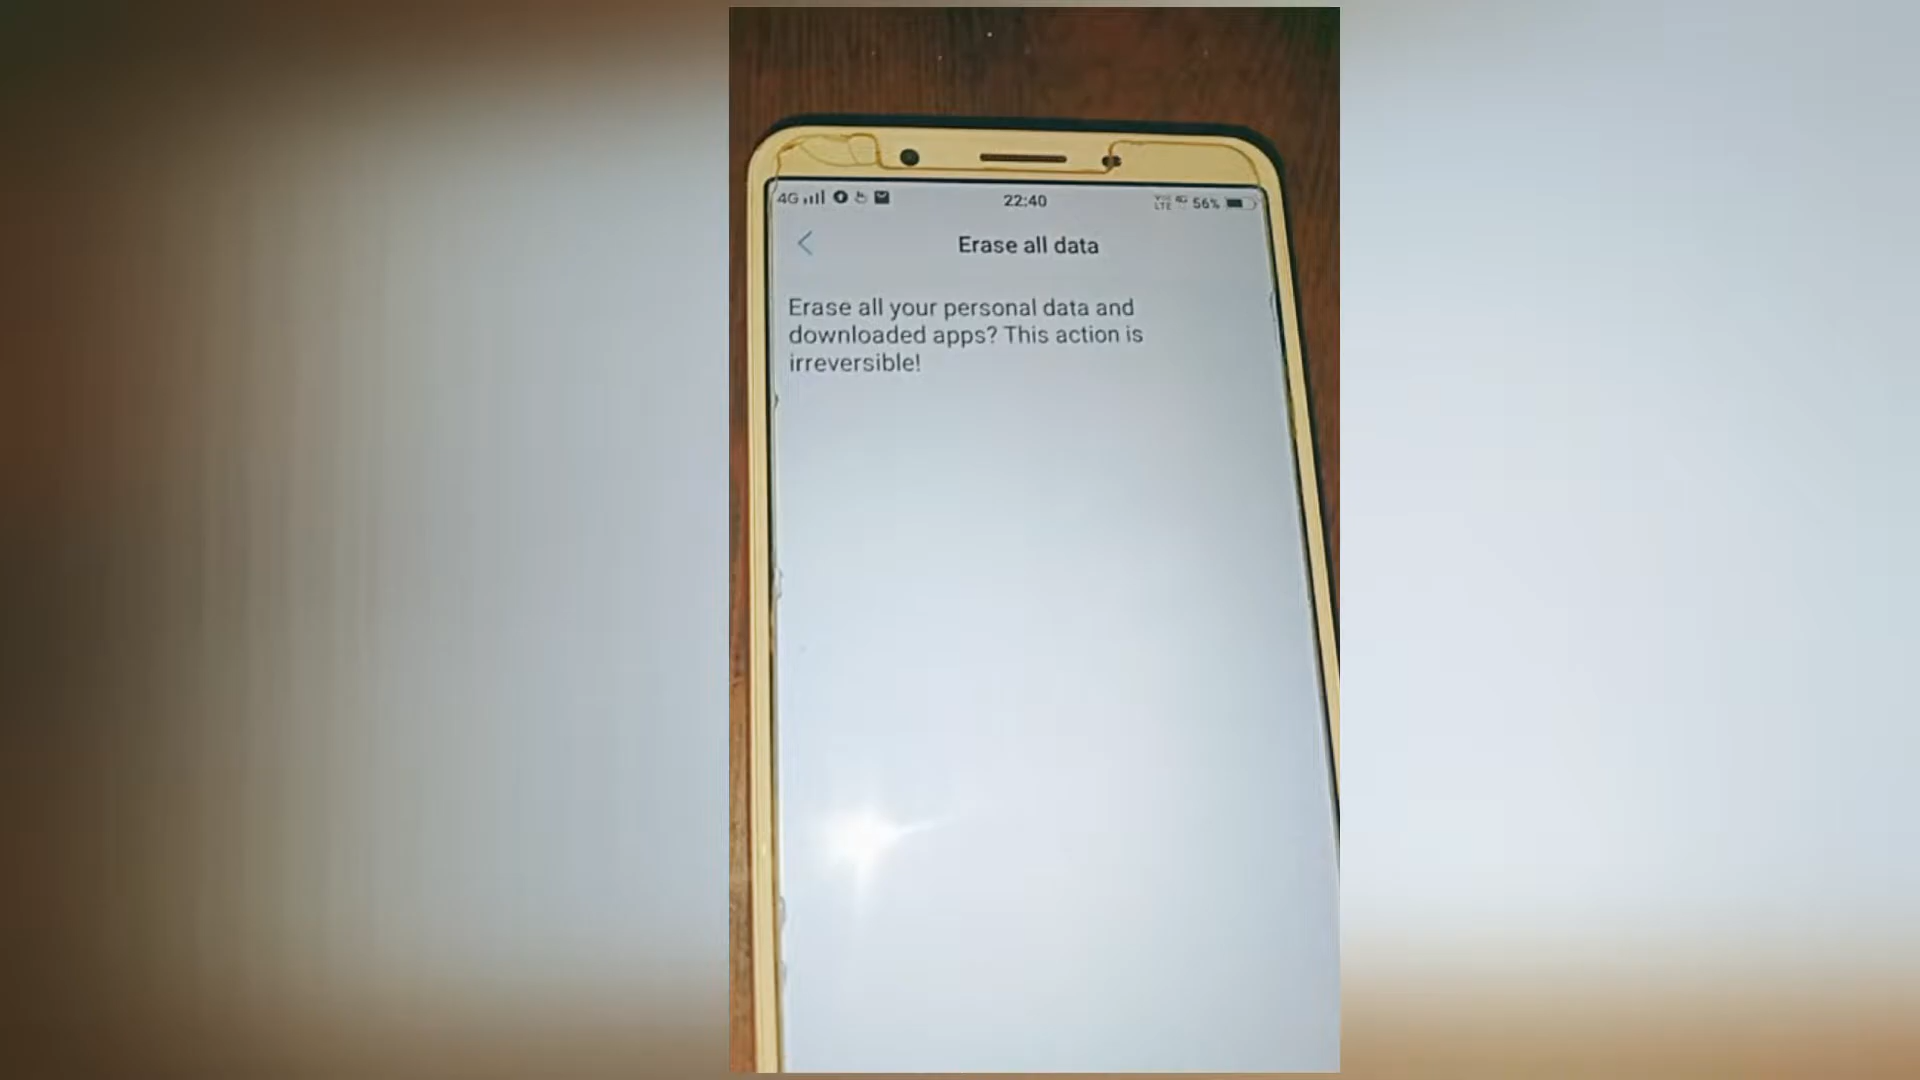 4G 22:40 56%
Erase all data
Erase all your personal data and
downloaded apps? This action is
irreversible!